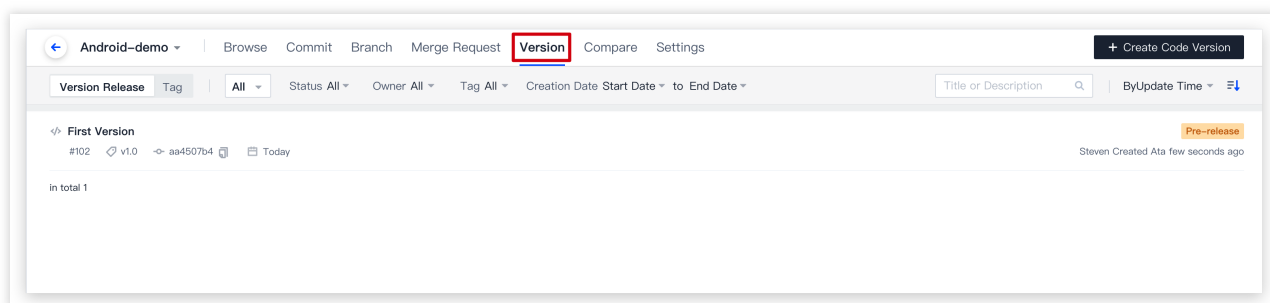 Android-demo Browse Commit Branch Merge Request Version Compare Settings + Create Code Version
Version Release Tag All Status All Owner All Tag All Creation Date Start Date to End Date Title or Description ByUpdate Time
First Version Pre-release
#102 v1.0 aa4507b4 Today Steven Created Ata few seconds ago
in total 1